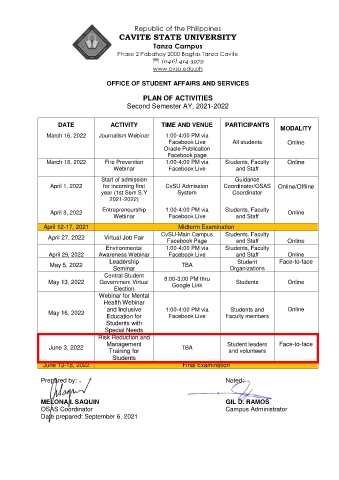 Republic of the Philippines
CAVITE STATE UNIVERSITY
Tanza Campus
Phase 2 Pabahay 2000 Bagtas Tanza Cavite
☏ (046) 414-3979
www.cvsu.edu.ph
OFFICE OF STUDENT AFFAIRS AND SERVICES
PLAN OF ACTIVITIES
Second Semester AY, 2021-2022
DATE ACTIVITY TIME AND VENUE PARTICIPANTS MODALITY
March 16, 2022 Journalism Webinar 1:00-4:00 PM via
Facebook Live All students Online
Oracle Publication
Facebook page
March 18, 2022 Fire Prevention 1:00-4:00 PM via Students, Faculty Online
Webinar Facebook Live and Staff
Start of admission Guidance
April 1, 2022 for incoming first CvSU Admission Coordinator/OSAS Online/Offline
year (1st Sem S.Y System Coordinator
2021-2022)
April 8, 2022 Entrepreneurship 1:00-4:00 PM via Students, Faculty Online
Webinar Facebook Live and Staff
April 12-17, 2021 Midterm Examination
April 27, 2022 Virtual Job Fair CvSU-Main Campus Students, Faculty
Facebook Page and Staff Online
Environmental 1:00-4:00 PM via Students, Faculty
April 29, 2022 Awareness Webinar Facebook Live and Staff Online
May 5, 2022 Leadership TBA Student Face-to-face
Seminar Organizations
Central Student
May 13, 2022 Government Virtual 8:00-3:00 PM thru Students Online
Election Google Link
Webinar for Mental
Health Webinar
May 16, 2022 and Inclusive 1:00-4:00 PM via Students and Online
Education for Facebook Live Faculty members
Students with
Special Needs
Risk Reduction and
June 3, 2022 Management TBA Student leaders Face-to-face
Training for and volunteers
Students
June 13-18, 2022 Final Examination
Prepared by: Noted:
MELONA I. SAQUIN GIL D. RAMOS
OSAS Coordinator Campus Administrator
Date prepared: September 6, 2021